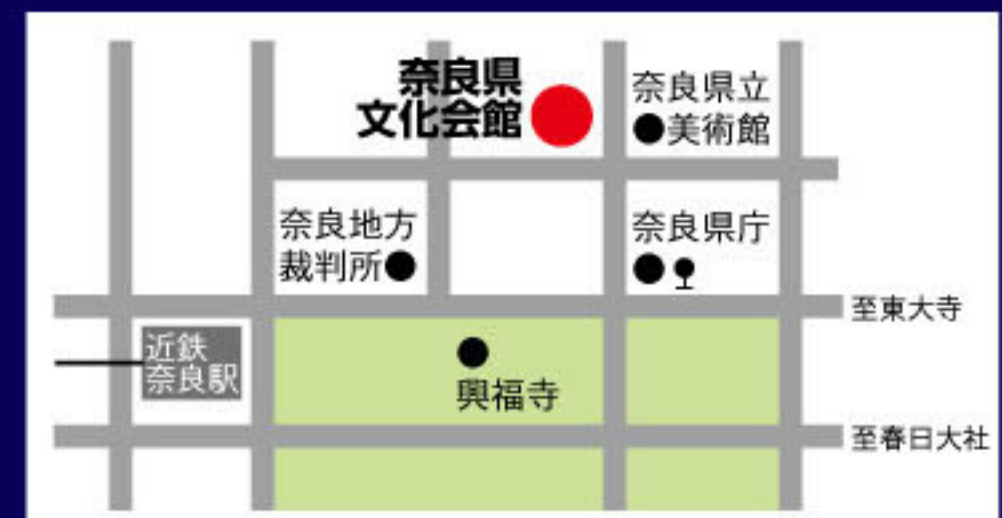 奈良県
文化会館
奈良県立
美術館
奈良地方
裁判所
奈良県庁
至東大寺
近鉄
奈良駅
興福寺
至春日大社